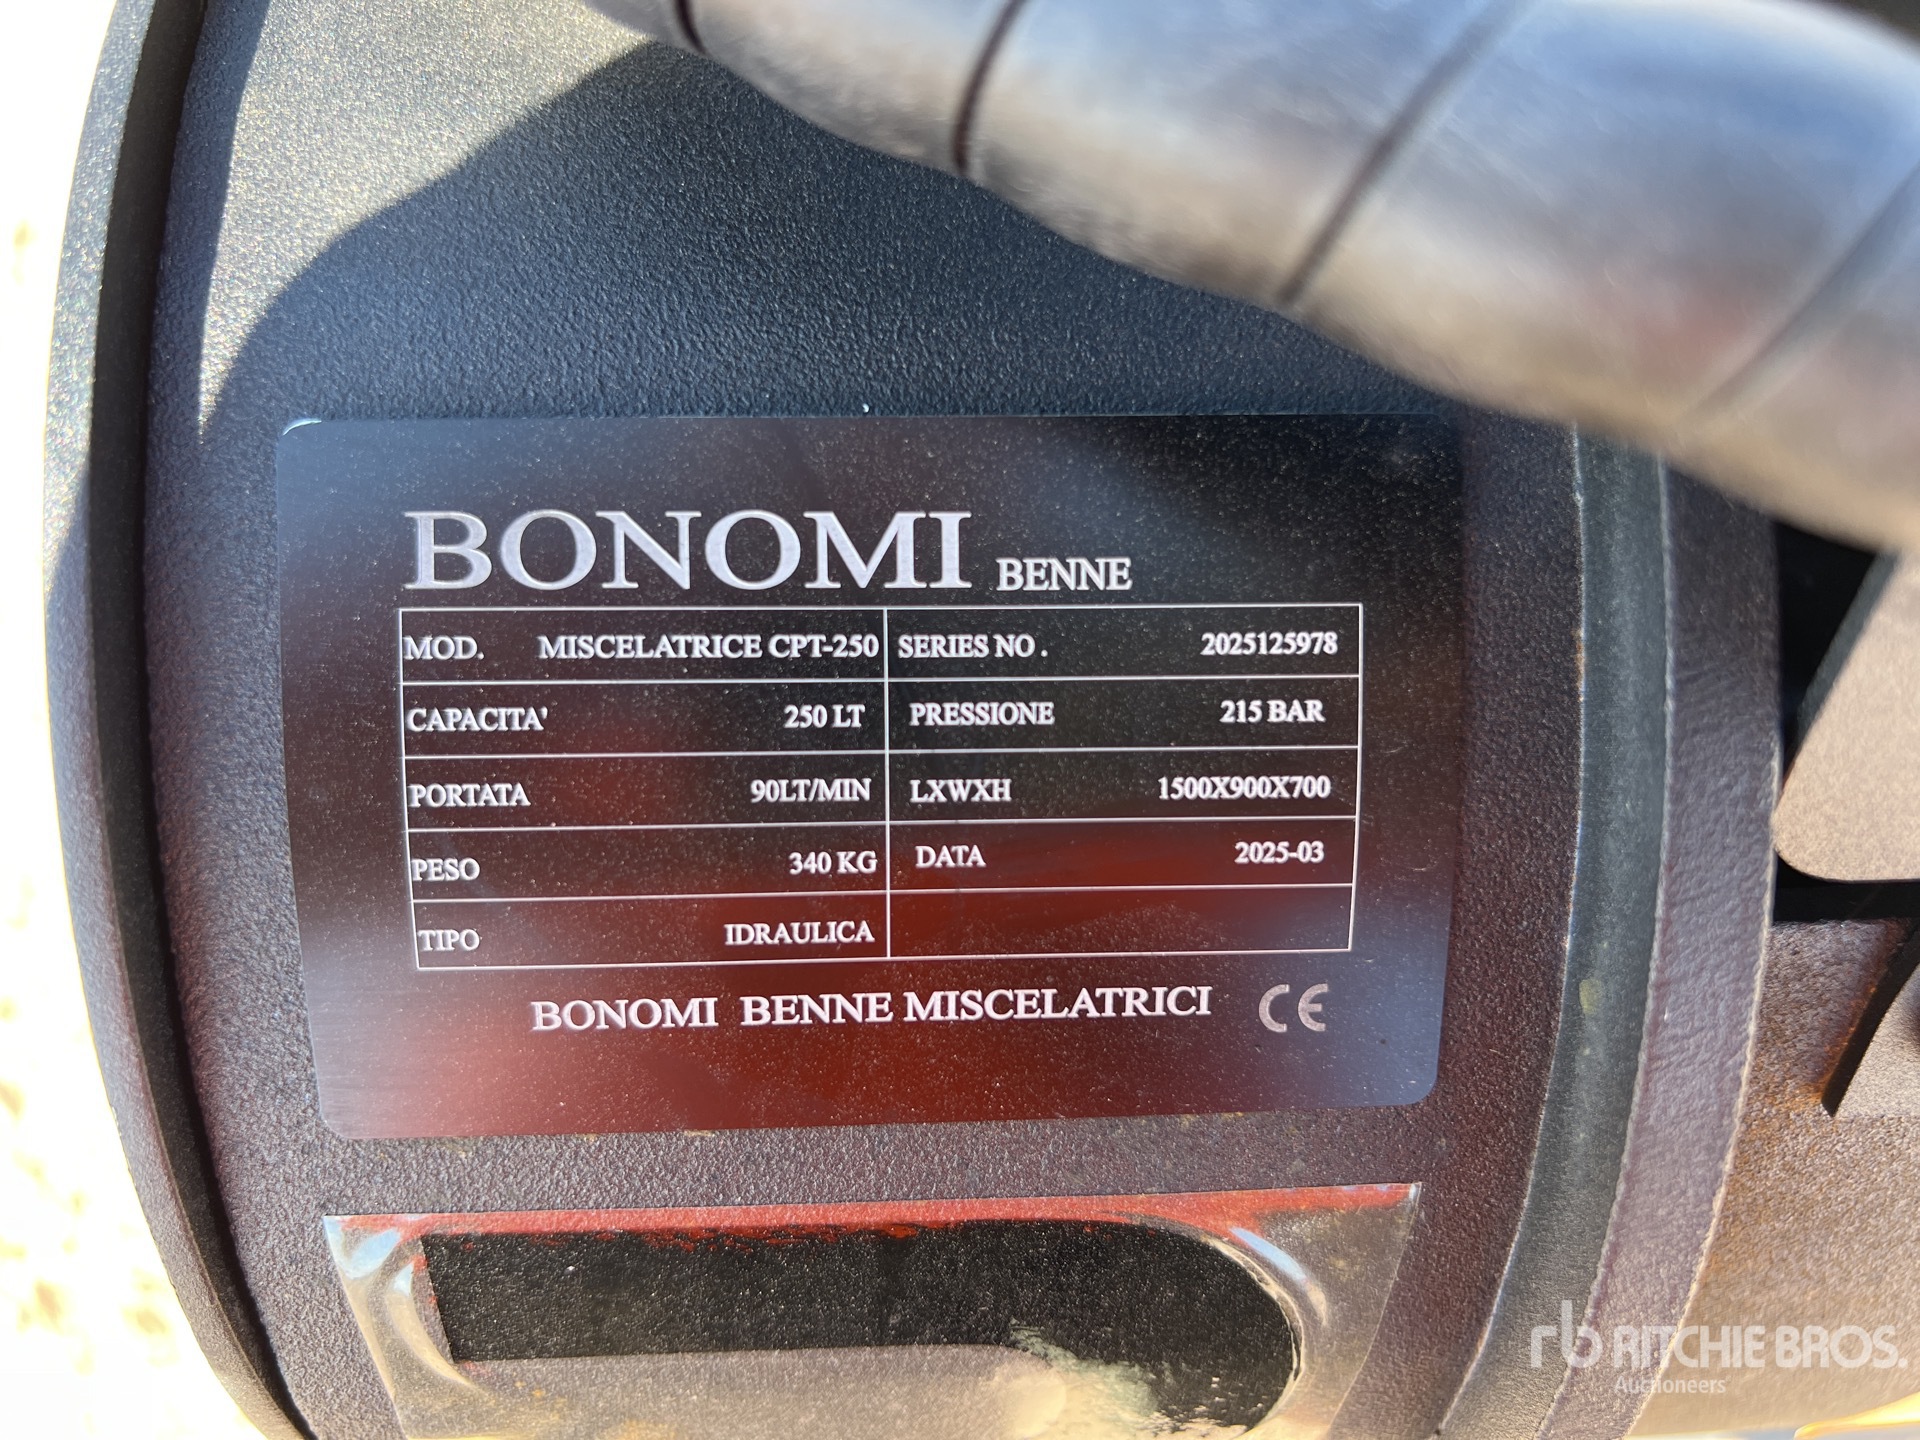 BONOMI BENNE
MOD. MISCELATRICE CPT-250 SERIES NO . 2025125978
CAPACITA' 250 LT PRESSIONE 215 BAR
PORTATA 90LT/MIN LXWXH 1500X900X700
PESO 340 KG DATA 2025-03
TIPO IDRAULICA
BONOMI BENNE MISCELATRICI CE
rb RITCHIE BROS.
Auctioneers